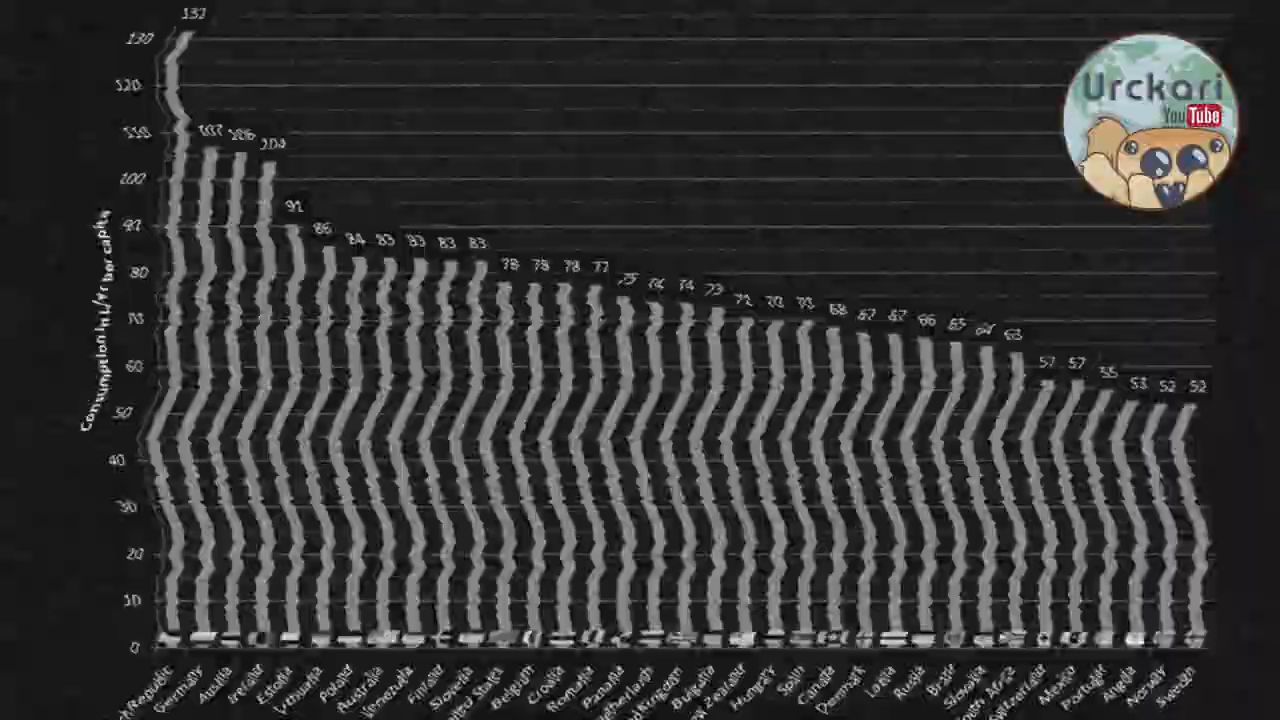 132
130
120
110
107 106 104
100
91
90
86 84 83 83 83 83
80
78 78 78 77 75 74 74 73 71 70 70 68 67 67 66 65 64 63
70
60
57 57 55 53 52 52
50
40
30
20
10
0
Urckari
YouTube
Consumption in L/Yr per capita
Republic
Germany
Austria
Ireland
Estonia
Lithuania
Poland
Australia
Venezuela
Finland
Slovenia
United States
Belgium
Croatia
Romania
Panama
Netherlands
United Kingdom
Bulgaria
New Zealand
Hungary
Spain
Canada
Denmark
Latvia
Russia
Brazil
Slovakia
South Africa
Switzerland
Mexico
Portugal
Angola
Norway
Sweden